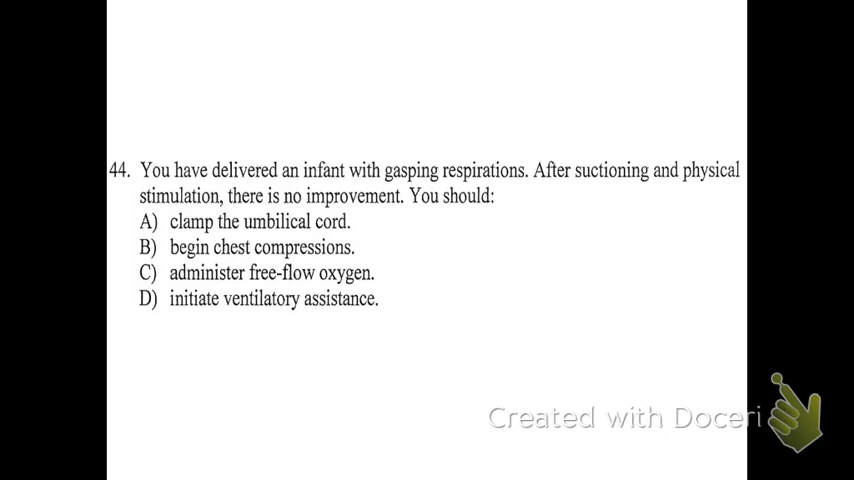 44. You have delivered an infant with gasping respirations. After suctioning and physical
stimulation, there is no improvement. You should:
A) clamp the umbilical cord.
B) begin chest compressions.
C) administer free-flow oxygen.
D) initiate ventilatory assistance.
Created with Doceri